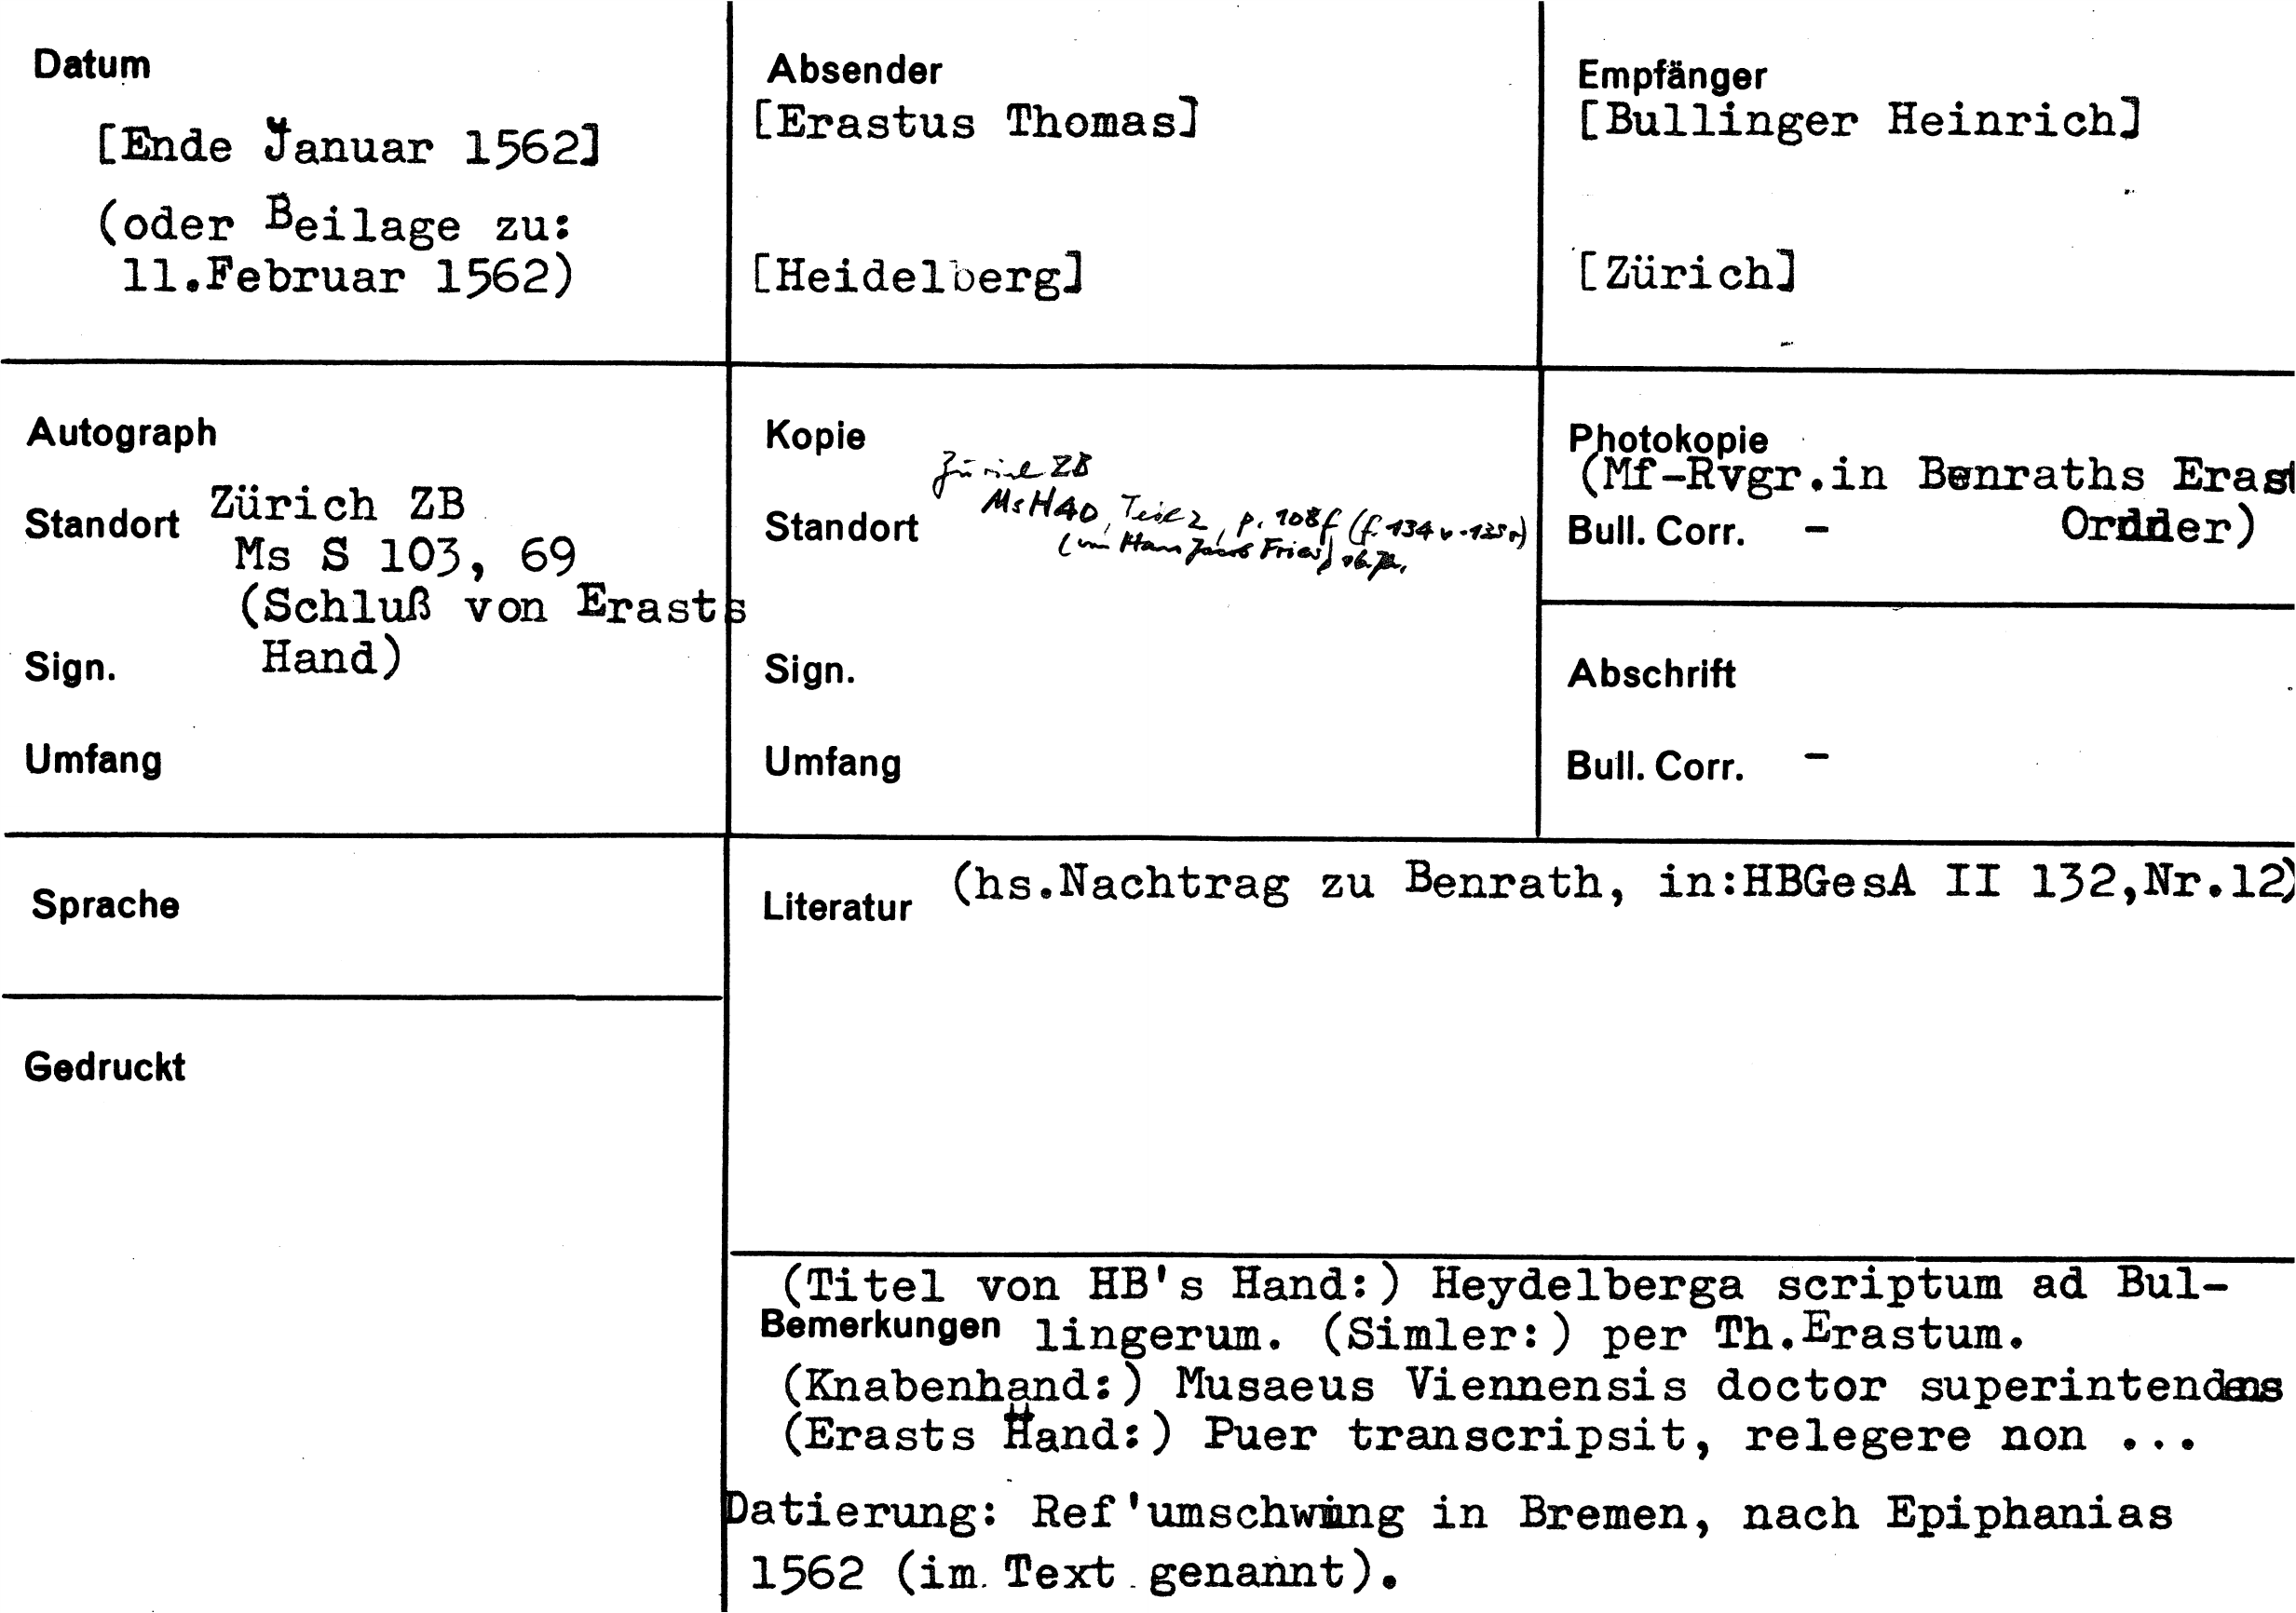 Datum
[Ende Januar 1562]
(oder Beilage zu:
11.Februar 1562)
Absender
[Erastus Thomas]
[Heidelberg]
Empfänger
[Bullinger Heinrich]
[Zürich]
Autograph
Standort Zürich ZB
Ms S 103, 69
(Schluß von Erasts
Hand)
Sign.
Umfang
Kopie
Zürich ZB
Standort Ms H 40, Teil 2, p. 108f (f. 134v-135r)
(von Hans Jacob Fries)
Sign.
Umfang
Photokopie
(Mf-Rvgr.in Benraths Erast
Ordner)
Bull. Corr. -
Abschrift
Bull. Corr. -
Sprache
Literatur (hs.Nachtrag zu Benrath, in:HBGesA II 132,Nr.12)
Gedruckt
(Titel von HB's Hand:) Heydelberga scriptum ad Bul-
Bemerkungen lingerum. (Simler:) per Th.Erastum.
(Knabenhand:) Musaeus Viennensis doctor superintendens
(Erasts Hand:) Puer transcripsit, relegere non ...
Datierung: Ref'umschwung in Bremen, nach Epiphanias
1562 (im Text genannt).